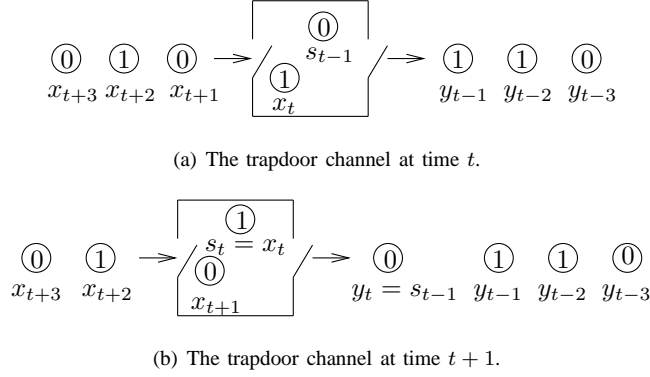 0
0 1 0 s_{t−1} 1 1 0
1
x_{t+3} x_{t+2} x_{t+1} x_t y_{t−1} y_{t−2} y_{t−3}
(a) The trapdoor channel at time t.
1
0 1 s_t = x_t 0 1 1 0
0
x_{t+3} x_{t+2} x_{t+1} y_t = s_{t−1} y_{t−1} y_{t−2} y_{t−3}
(b) The trapdoor channel at time t + 1.